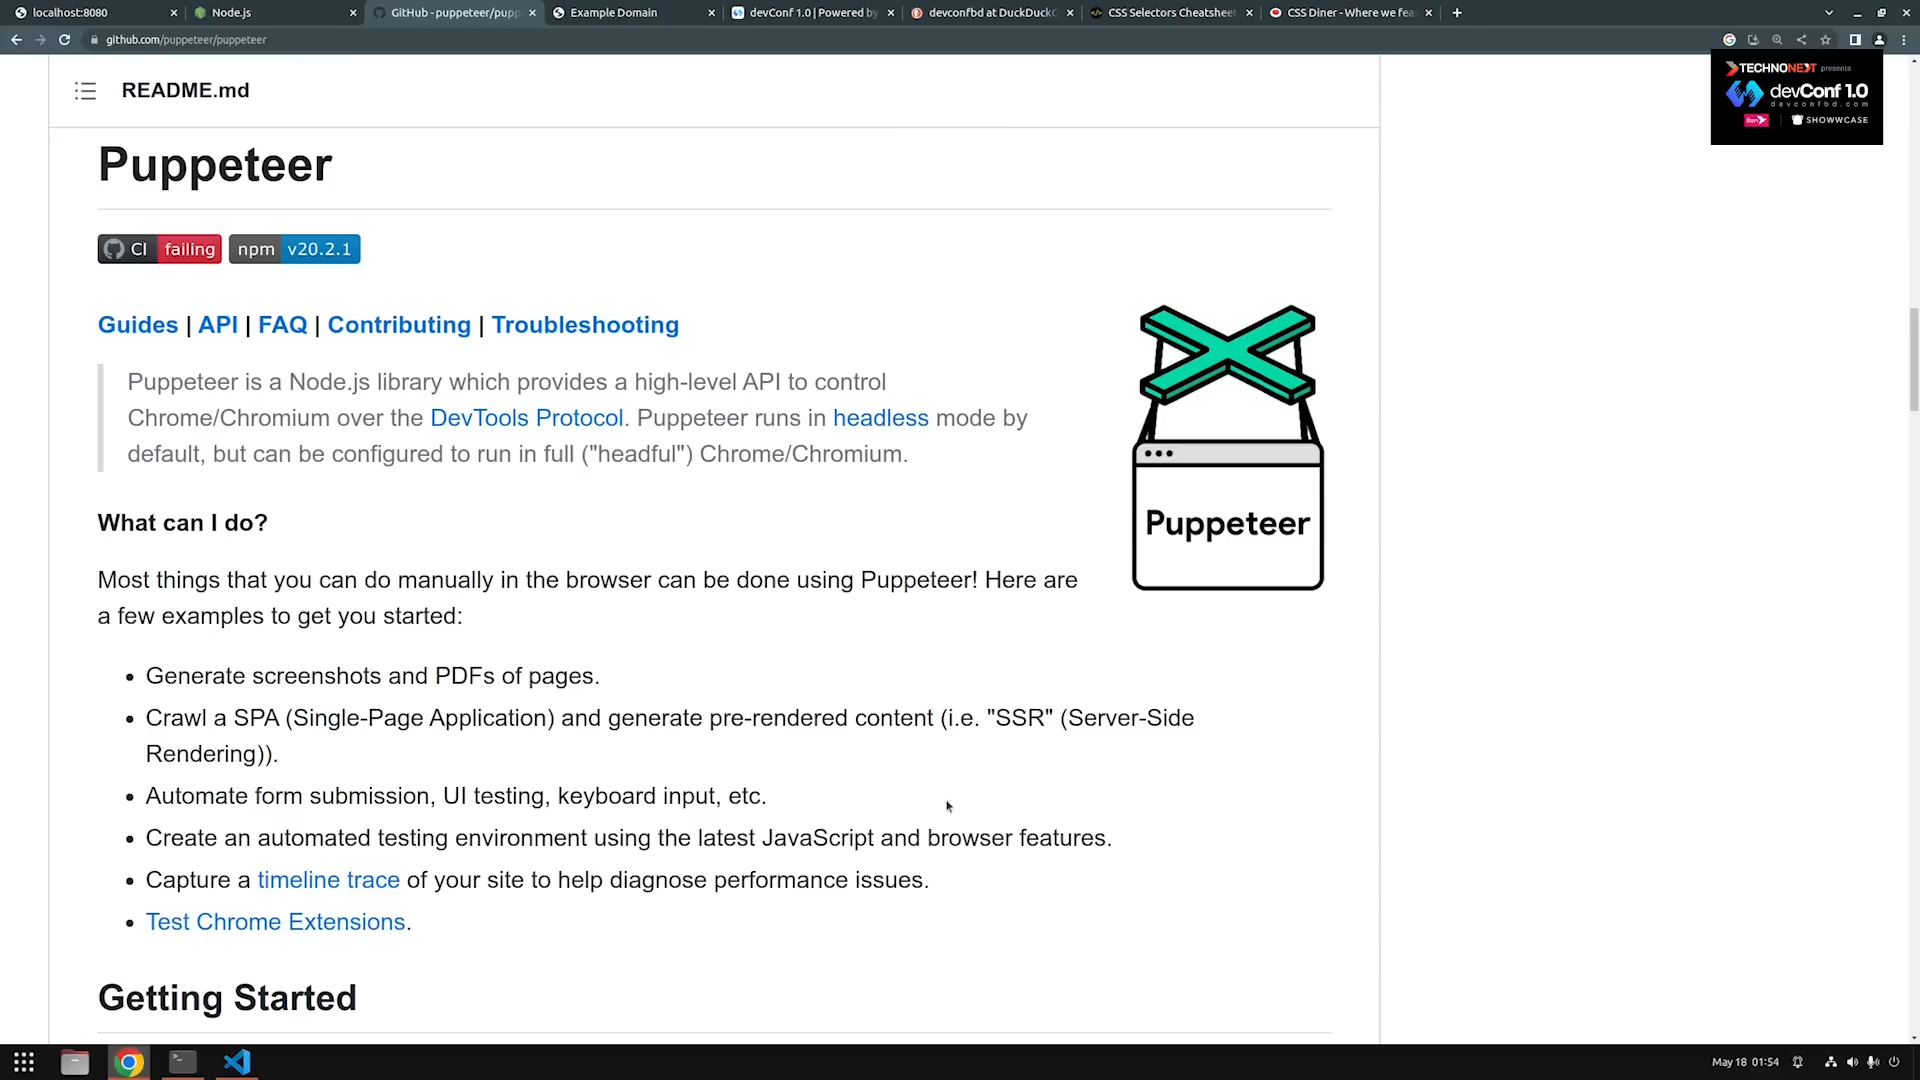 localhost:8080
Node.js
GitHub - puppeteer/pupp
Example Domain
devConf 1.0 | Powered by
devconfbd at DuckDuckG
CSS Selectors Cheatsheet
CSS Diner - Where we fea
github.com/puppeteer/puppeteer
TECHNONEXT presents
devConf 1.0
devconfbd.com
SHOWWCASE
README.md
Puppeteer
CI failing npm v20.2.1
Guides | API | FAQ | Contributing | Troubleshooting
Puppeteer is a Node.js library which provides a high-level API to control
Chrome/Chromium over the DevTools Protocol. Puppeteer runs in headless mode by
default, but can be configured to run in full ("headful") Chrome/Chromium.
Puppeteer
What can I do?
Most things that you can do manually in the browser can be done using Puppeteer! Here are
a few examples to get you started:
• Generate screenshots and PDFs of pages.
• Crawl a SPA (Single-Page Application) and generate pre-rendered content (i.e. "SSR" (Server-Side
Rendering)).
• Automate form submission, UI testing, keyboard input, etc.
• Create an automated testing environment using the latest JavaScript and browser features.
• Capture a timeline trace of your site to help diagnose performance issues.
• Test Chrome Extensions.
Getting Started
May 18 01:54